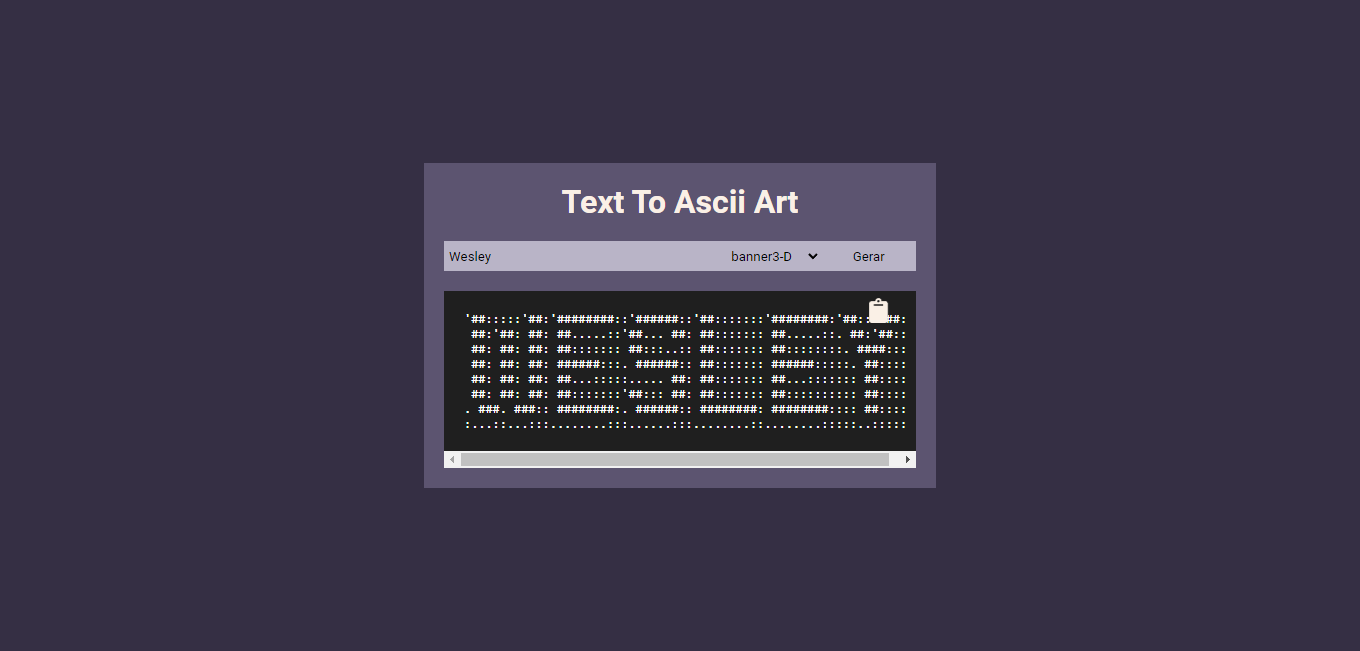 Text To Ascii Art
Wesley banner3-D Gerar
'##:::::'##:'########::'######::'##:::::::'########:'##:::'##:
 ##:'##: ##: ##.....::'##... ##: ##::::::: ##.....::. ##:'##::
 ##: ##: ##: ##::::::: ##:::..:: ##::::::: ##::::::::. ####:::
 ##: ##: ##: ######:::. ######:: ##::::::: ######:::::. ##::::
 ##: ##: ##: ##...:::::..... ##: ##::::::: ##...::::::: ##::::
 ##: ##: ##: ##:::::::'##::: ##: ##::::::: ##:::::::::: ##::::
. ###. ###:: ########:. ######:: ########: ########:::: ##::::
:...::...:::........:::......:::........::........:::::..:::::